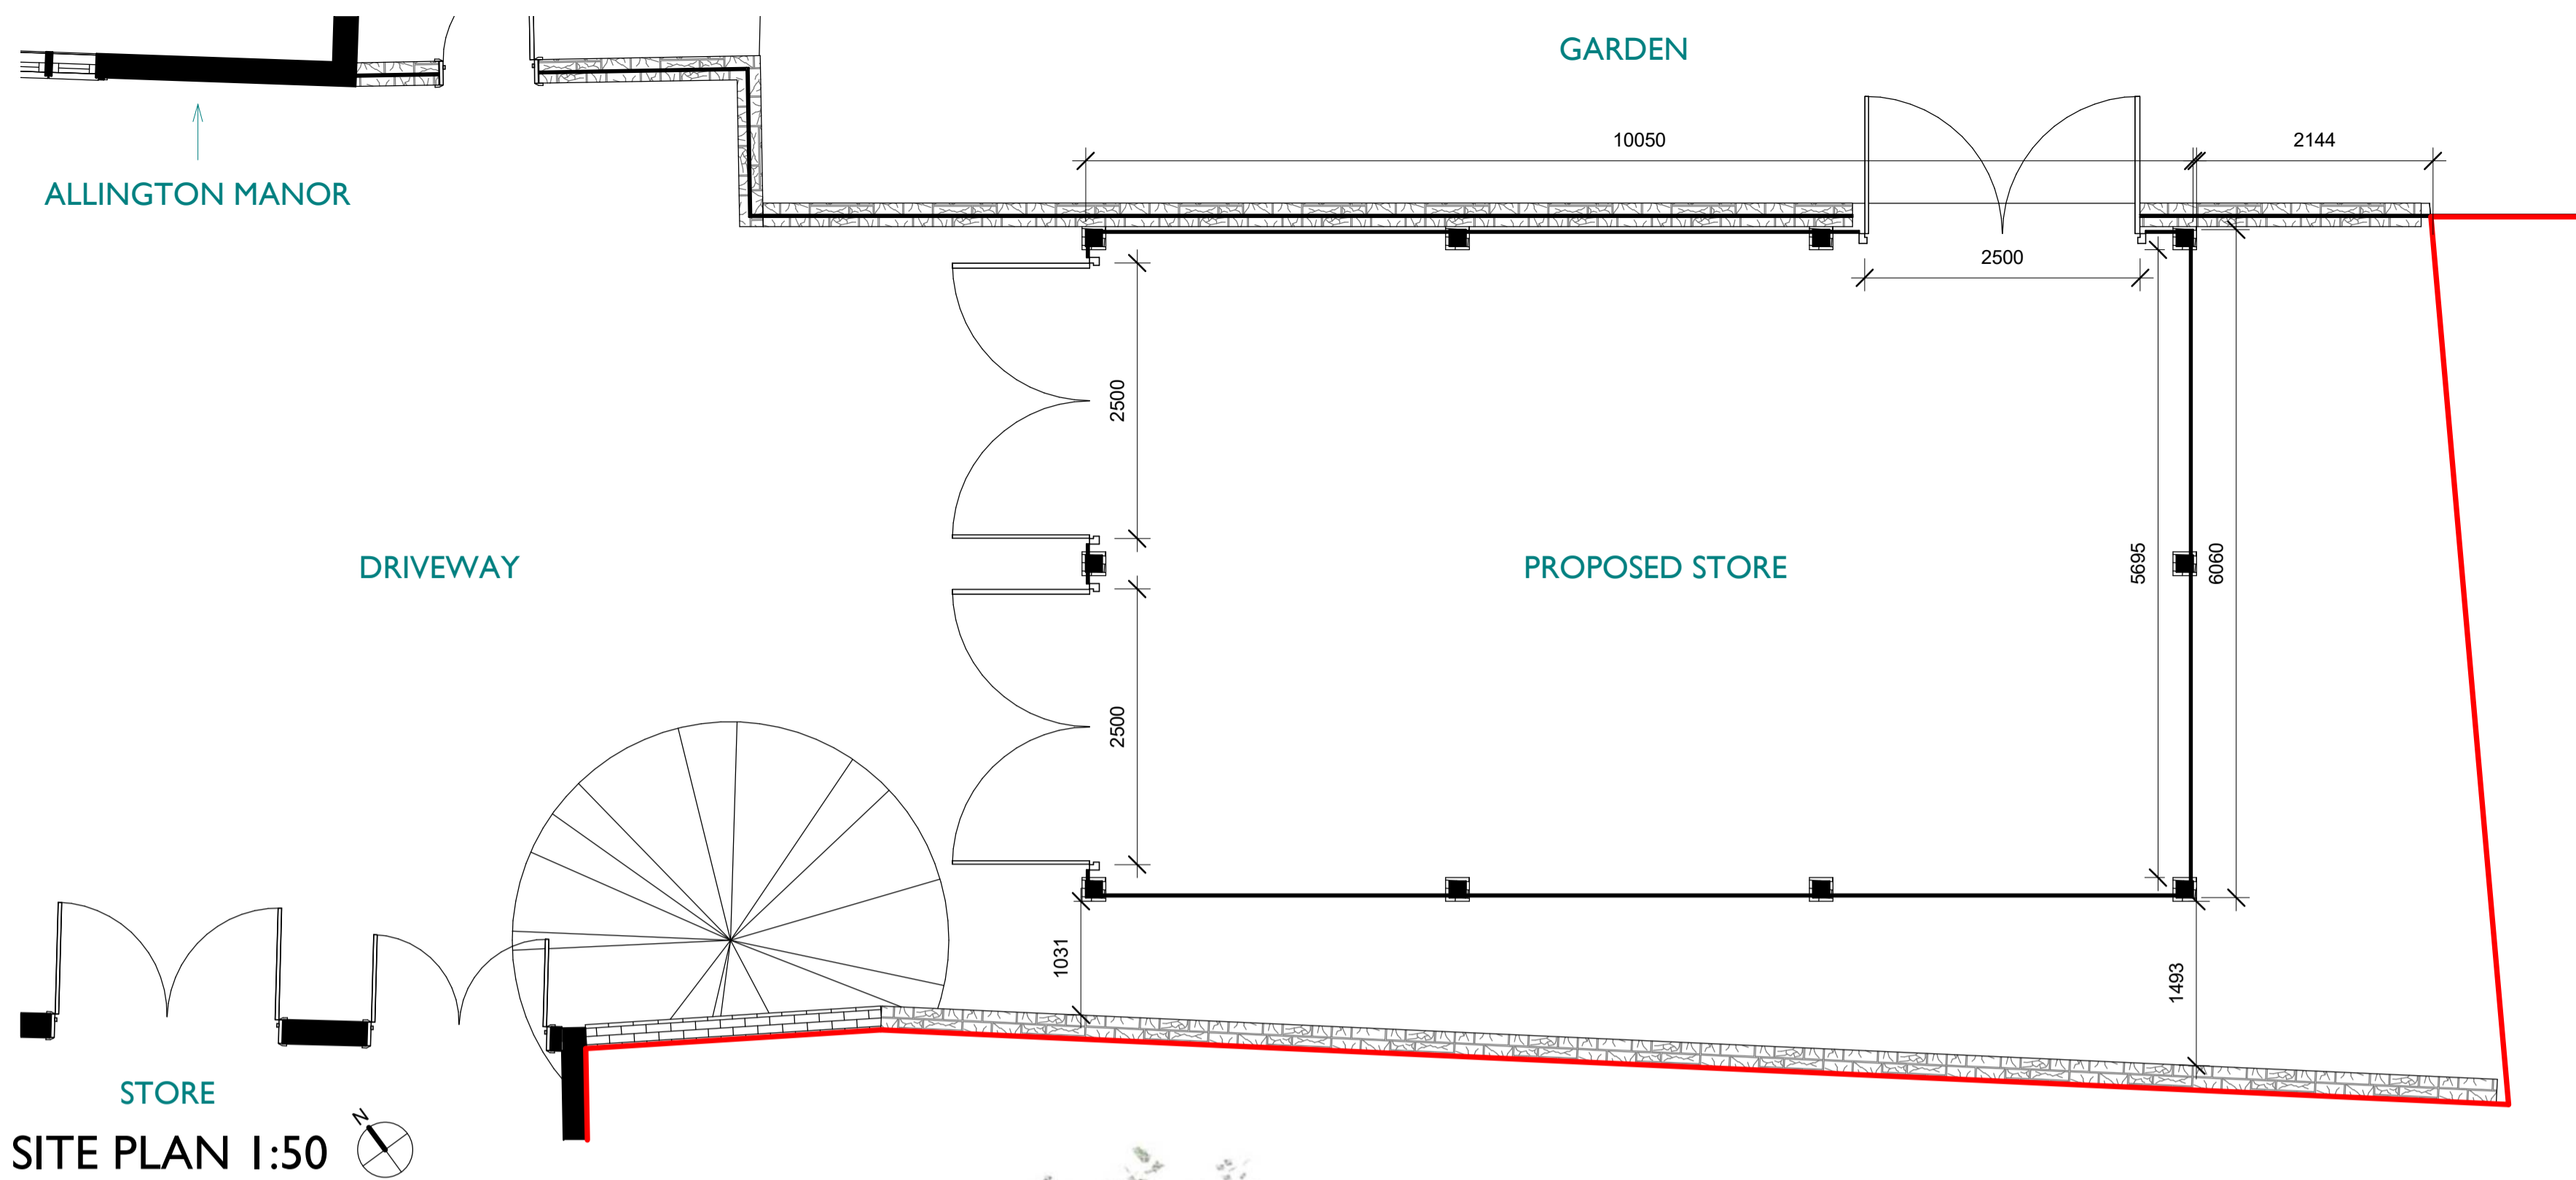 GARDEN
10050
2144
ALLINGTON MANOR
2500
2500
DRIVEWAY
PROPOSED STORE
5695
6060
2500
1031
1493
STORE
N
SITE PLAN 1:50